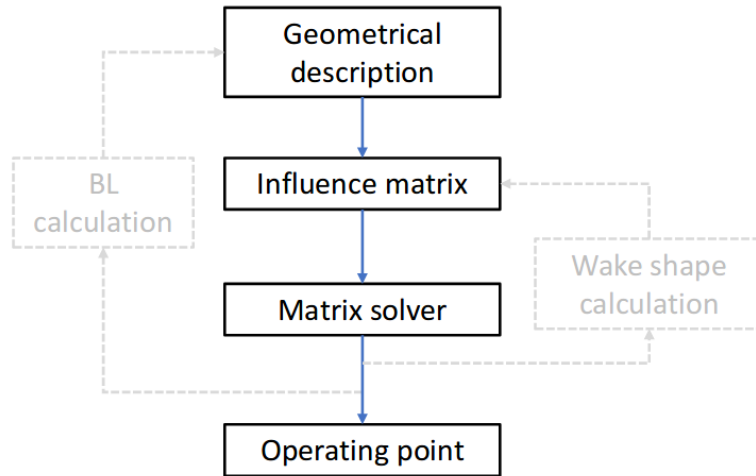 Geometrical
description
BL
calculation
Influence matrix
Wake shape
calculation
Matrix solver
Operating point